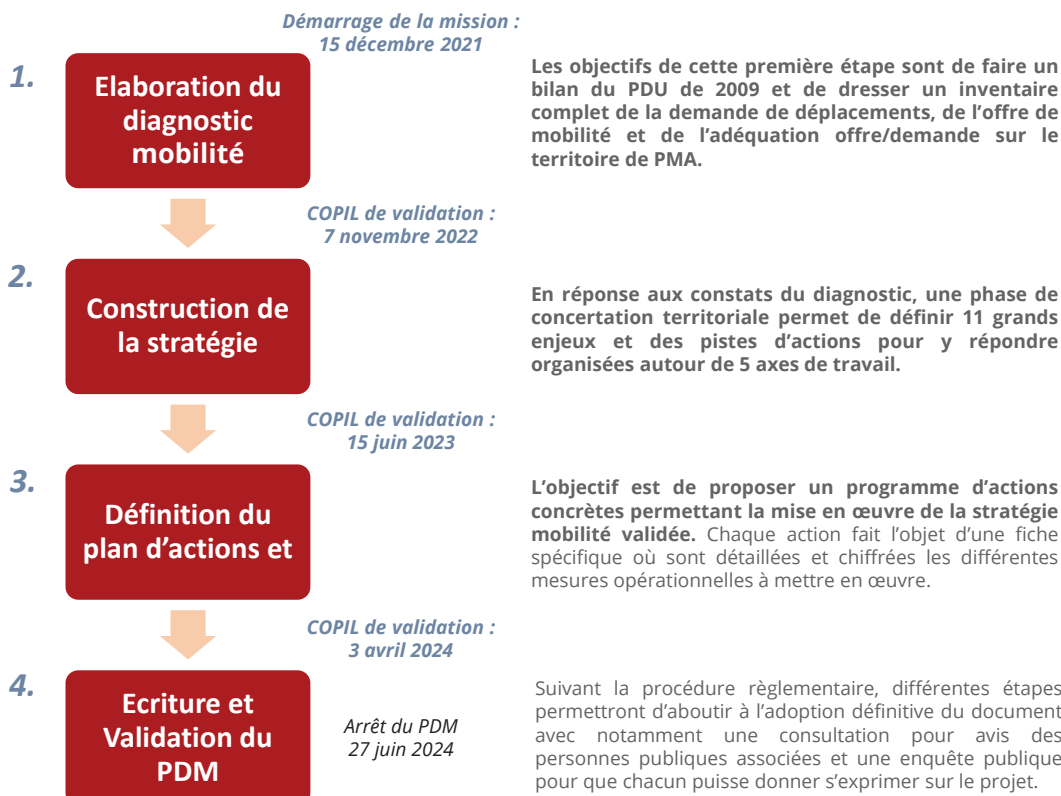 Démarrage de la mission :
15 décembre 2021
1.
Elaboration du
diagnostic
mobilité
Les objectifs de cette première étape sont de faire un
bilan du PDU de 2009 et de dresser un inventaire
complet de la demande de déplacements, de l'offre de
mobilité et de l'adéquation offre/demande sur le
territoire de PMA.
COPIL de validation :
7 novembre 2022
2.
Construction de
la stratégie
En réponse aux constats du diagnostic, une phase de
concertation territoriale permet de définir 11 grands
enjeux et des pistes d'actions pour y répondre
organisées autour de 5 axes de travail.
COPIL de validation :
15 juin 2023
3.
Définition du
plan d'actions et
L'objectif est de proposer un programme d'actions
concrètes permettant la mise en œuvre de la stratégie
mobilité validée. Chaque action fait l'objet d'une fiche
spécifique où sont détaillées et chiffrées les différentes
mesures opérationnelles à mettre en œuvre.
COPIL de validation :
3 avril 2024
4.
Ecriture et
Validation du
PDM
Arrêt du PDM
27 juin 2024
Suivant la procédure règlementaire, différentes étapes
permettront d'aboutir à l'adoption définitive du document
avec notamment une consultation pour avis des
personnes publiques associées et une enquête publique
pour que chacun puisse donner s'exprimer sur le projet.